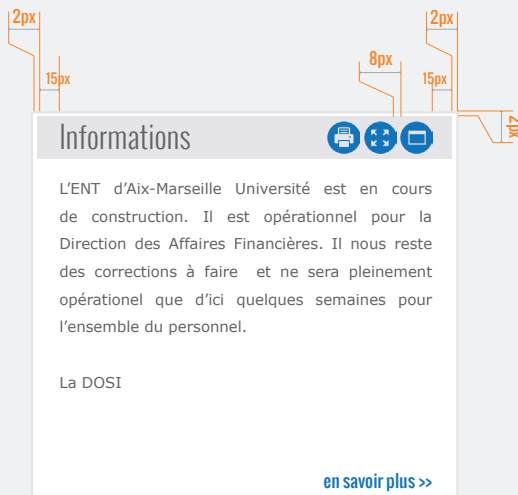 2px
2px
8px
15px
15px
2px
Informations
L’ENT d’Aix-Marseille Université est en cours
de construction. Il est opérationnel pour la
Direction des Affaires Financières. Il nous reste
des corrections à faire et ne sera pleinement
opérationel que d’ici quelques semaines pour
l’ensemble du personnel.
La DOSI
en savoir plus >>